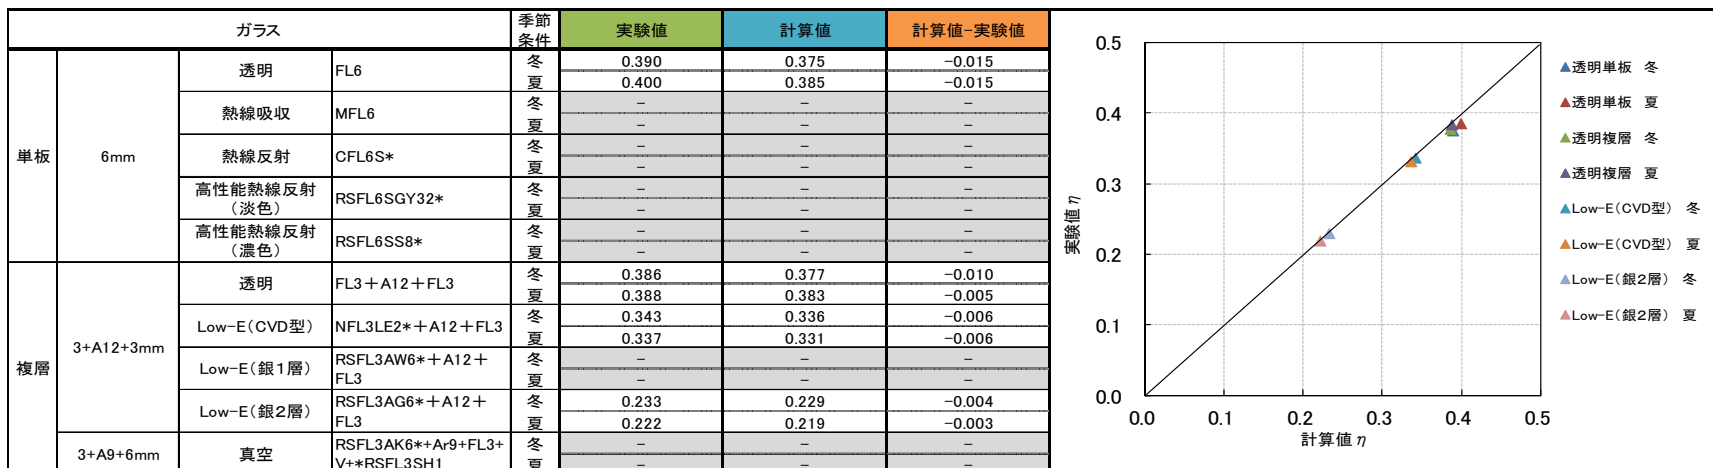 ガラス 季節条件 実験値 計算値 計算値-実験値
単板 6mm 透明 FL6 冬 0.390 0.375 -0.015
夏 0.400 0.385 -0.015
熱線吸収 MFL6 冬 - - -
夏 - - -
熱線反射 CFL6S* 冬 - - -
夏 - - -
高性能熱線反射(淡色) RSFL6SGY32* 冬 - - -
夏 - - -
高性能熱線反射(濃色) RSFL6SS8* 冬 - - -
夏 - - -
複層 3+A12+3mm 透明 FL3+A12+FL3 冬 0.386 0.377 -0.010
夏 0.388 0.383 -0.005
Low-E(CVD型) NFL3LE2*+A12+FL3 冬 0.343 0.336 -0.006
夏 0.337 0.331 -0.006
Low-E(銀1層) RSFL3AW6*+A12+FL3 冬 - - -
夏 - - -
Low-E(銀2層) RSFL3AG6*+A12+FL3 冬 0.233 0.229 -0.004
夏 0.222 0.219 -0.003
3+A9+6mm 真空 RSFL3AK6*+Ar9+FL3+V+*RSFL3SH1 冬 - - -
夏 - - -
実験値η
0.5
0.4
0.3
0.2
0.1
0.0
0.0 0.1 0.2 0.3 0.4 0.5
計算値η
透明単板 冬
透明単板 夏
透明複層 冬
透明複層 夏
Low-E(CVD型) 冬
Low-E(CVD型) 夏
Low-E(銀2層) 冬
Low-E(銀2層) 夏